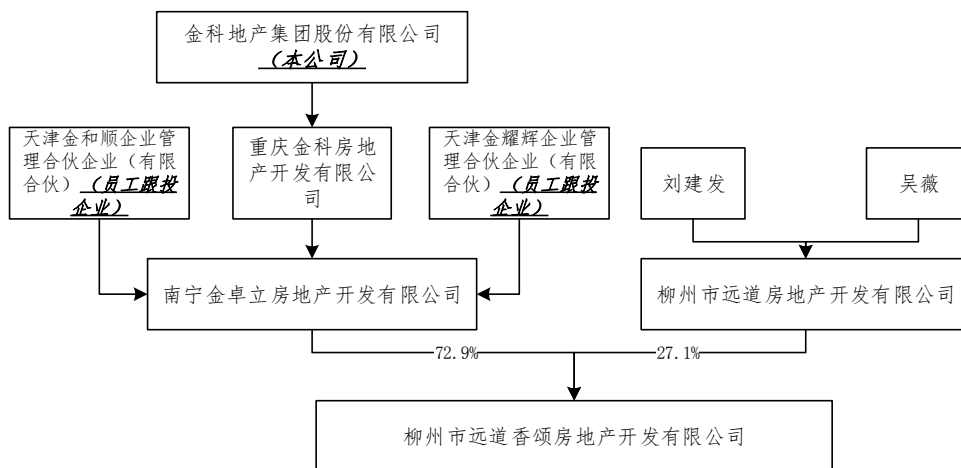 金科地产集团股份有限公司
（本公司）
天津金和顺企业管
理合伙企业（有限
合伙）（员工跟投
企业）
重庆金科房地
产开发有限公
司
天津金耀辉企业管
理合伙企业（有限
合伙）（员工跟投
企业）
刘建发
吴薇
南宁金卓立房地产开发有限公司
柳州市远道房地产开发有限公司
72.9%
27.1%
柳州市远道香颂房地产开发有限公司